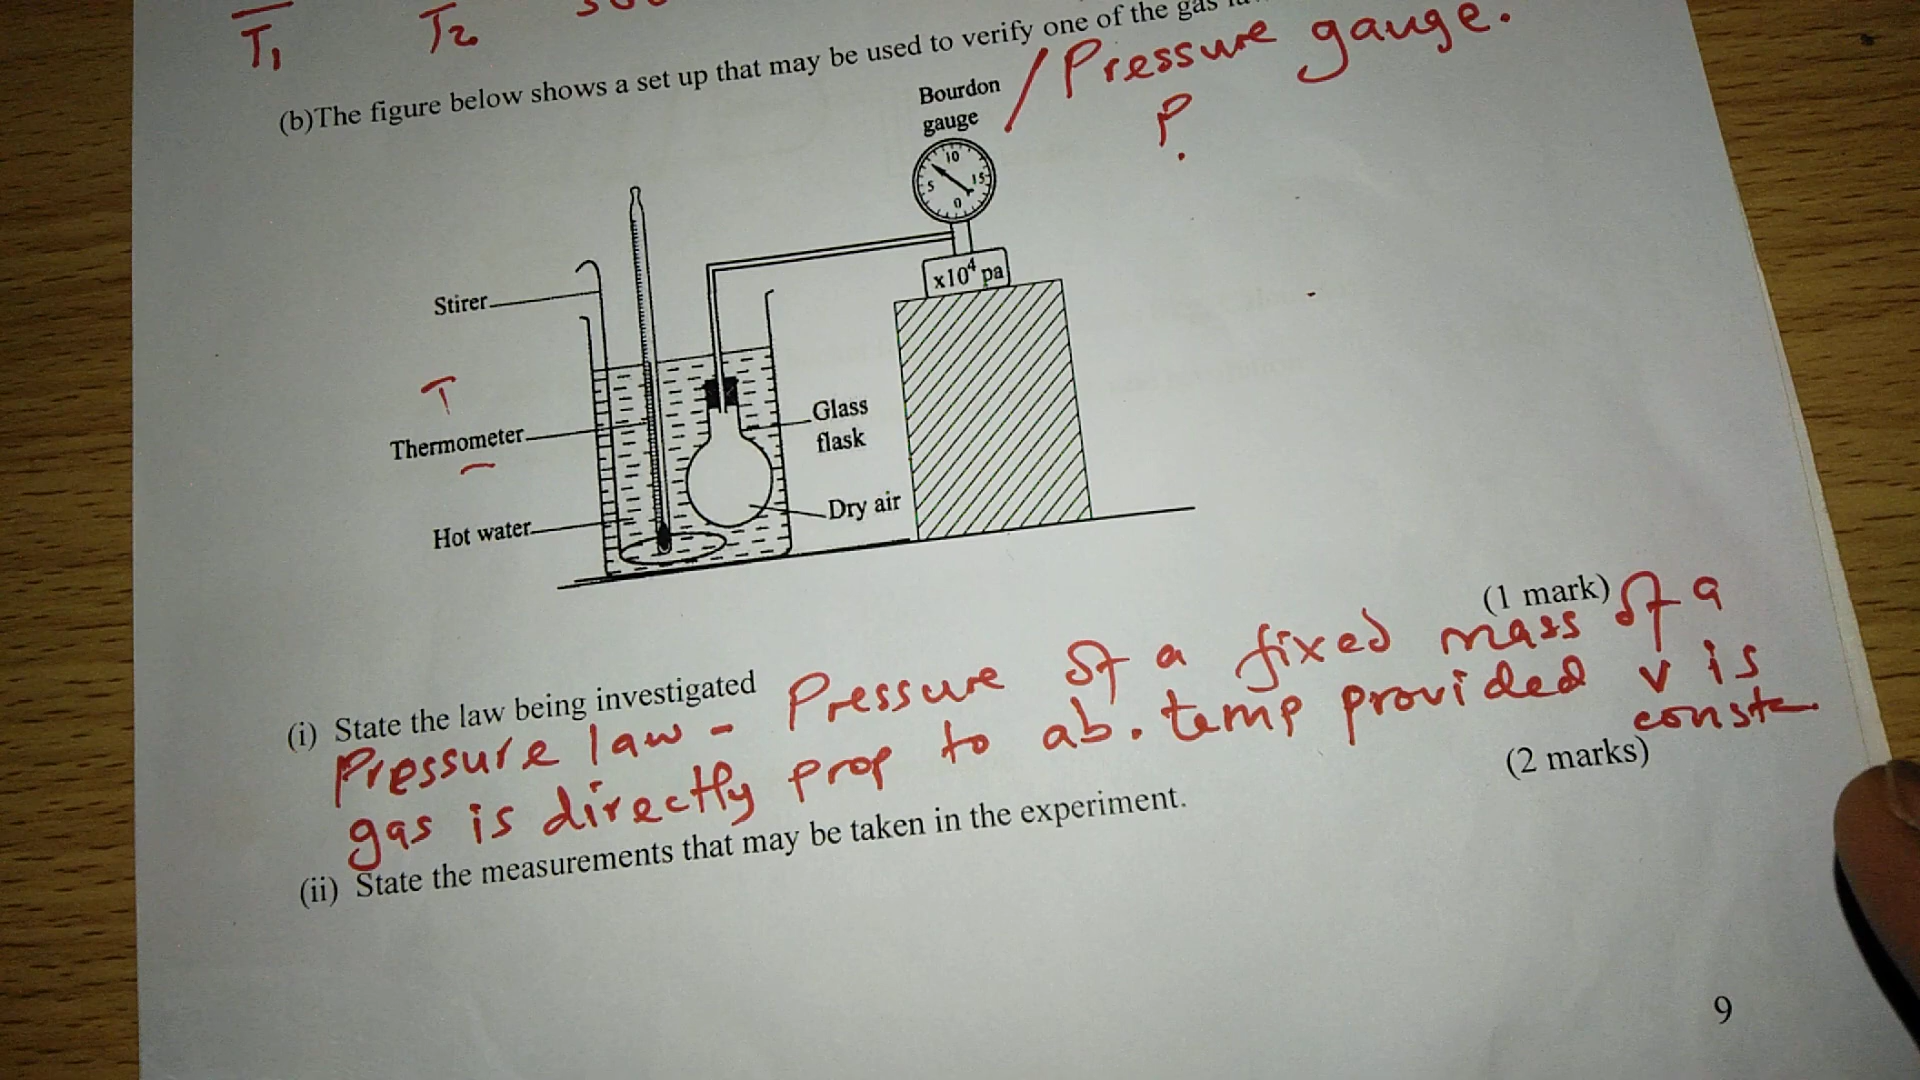 T1 T2
(b)The figure below shows a set up that may be used to verify one of the gas
/ Pressure gauge.
P.
Bourdon
gauge
10
5
15
0
x10⁴ pa
Stirer
T
Thermometer
Hot water
Glass
flask
Dry air
(1 mark)
(i) State the law being investigated
Pressure law - Pressure of a fixed mass of a
gas is directly prop to ab. temp provided v is
const
(2 marks)
(ii) State the measurements that may be taken in the experiment.
9